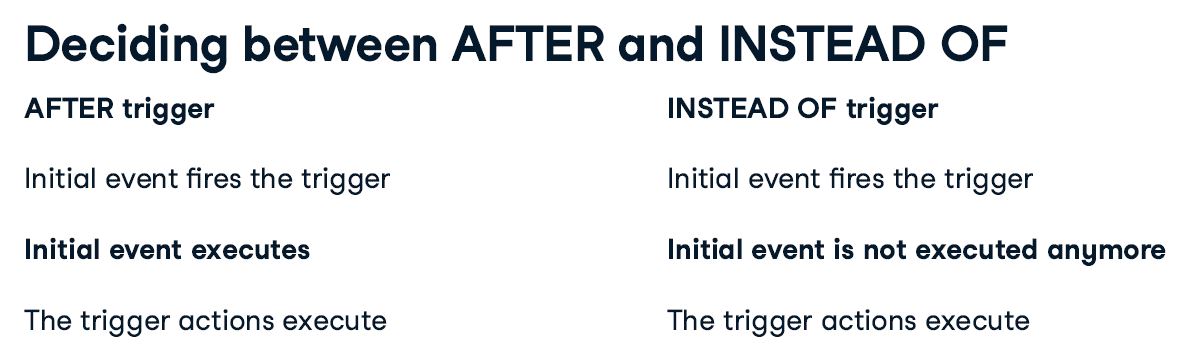 Deciding between AFTER and INSTEAD OF
AFTER trigger
Initial event fires the trigger
Initial event executes
The trigger actions execute
INSTEAD OF trigger
Initial event fires the trigger
Initial event is not executed anymore
The trigger actions execute